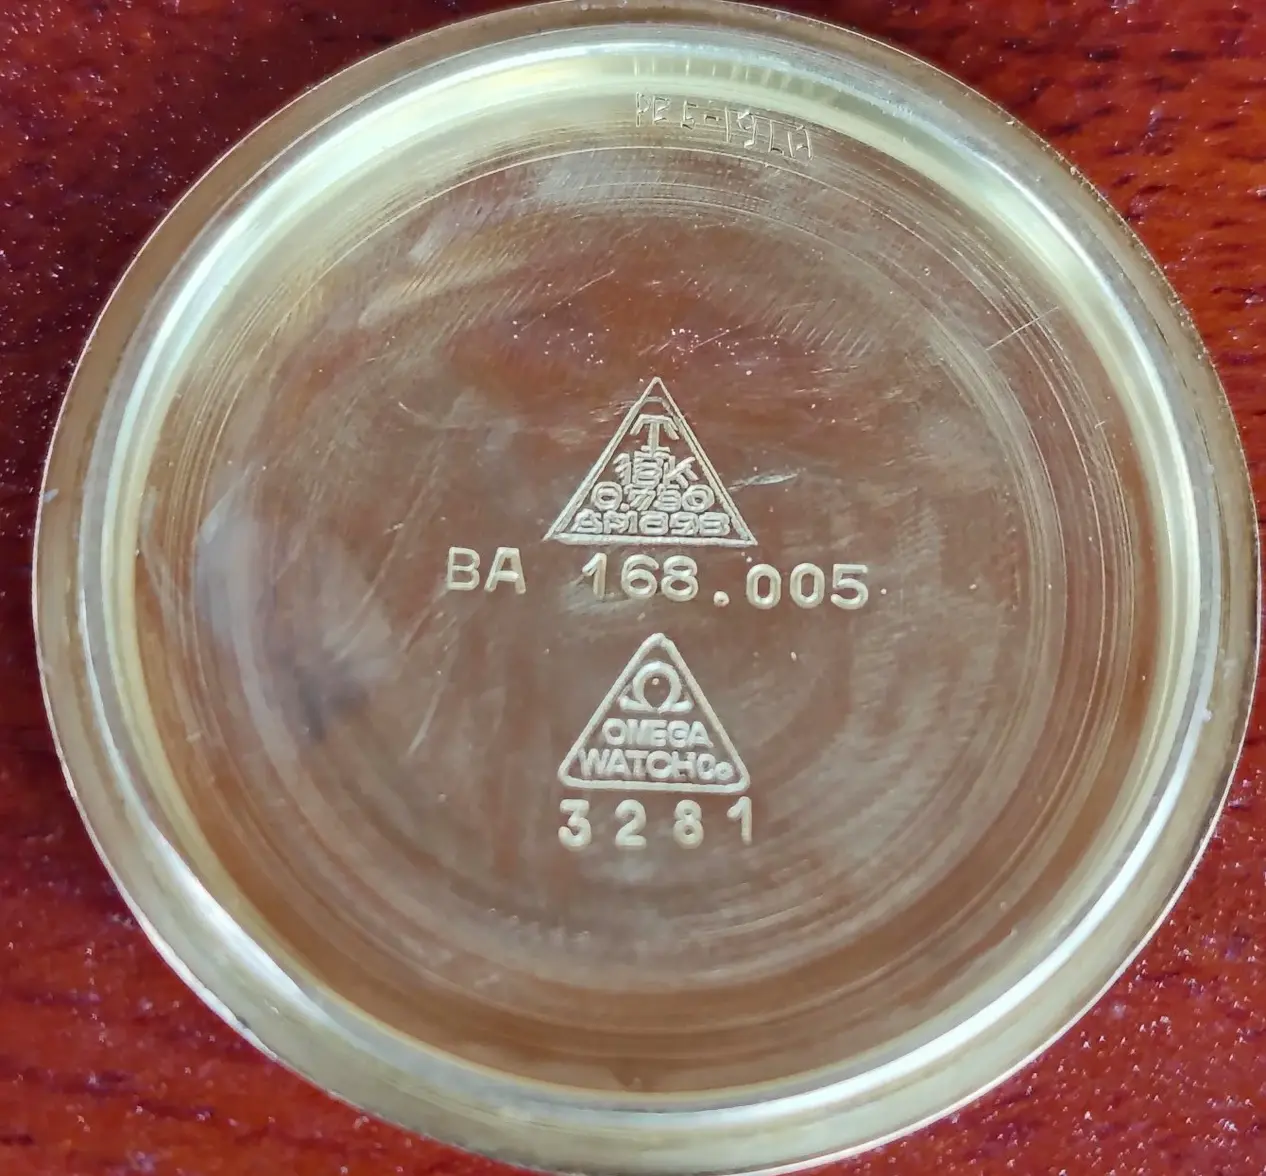 T
18K
0.750
BA 168.005
Ω
OMEGA
WATCH Co
3281